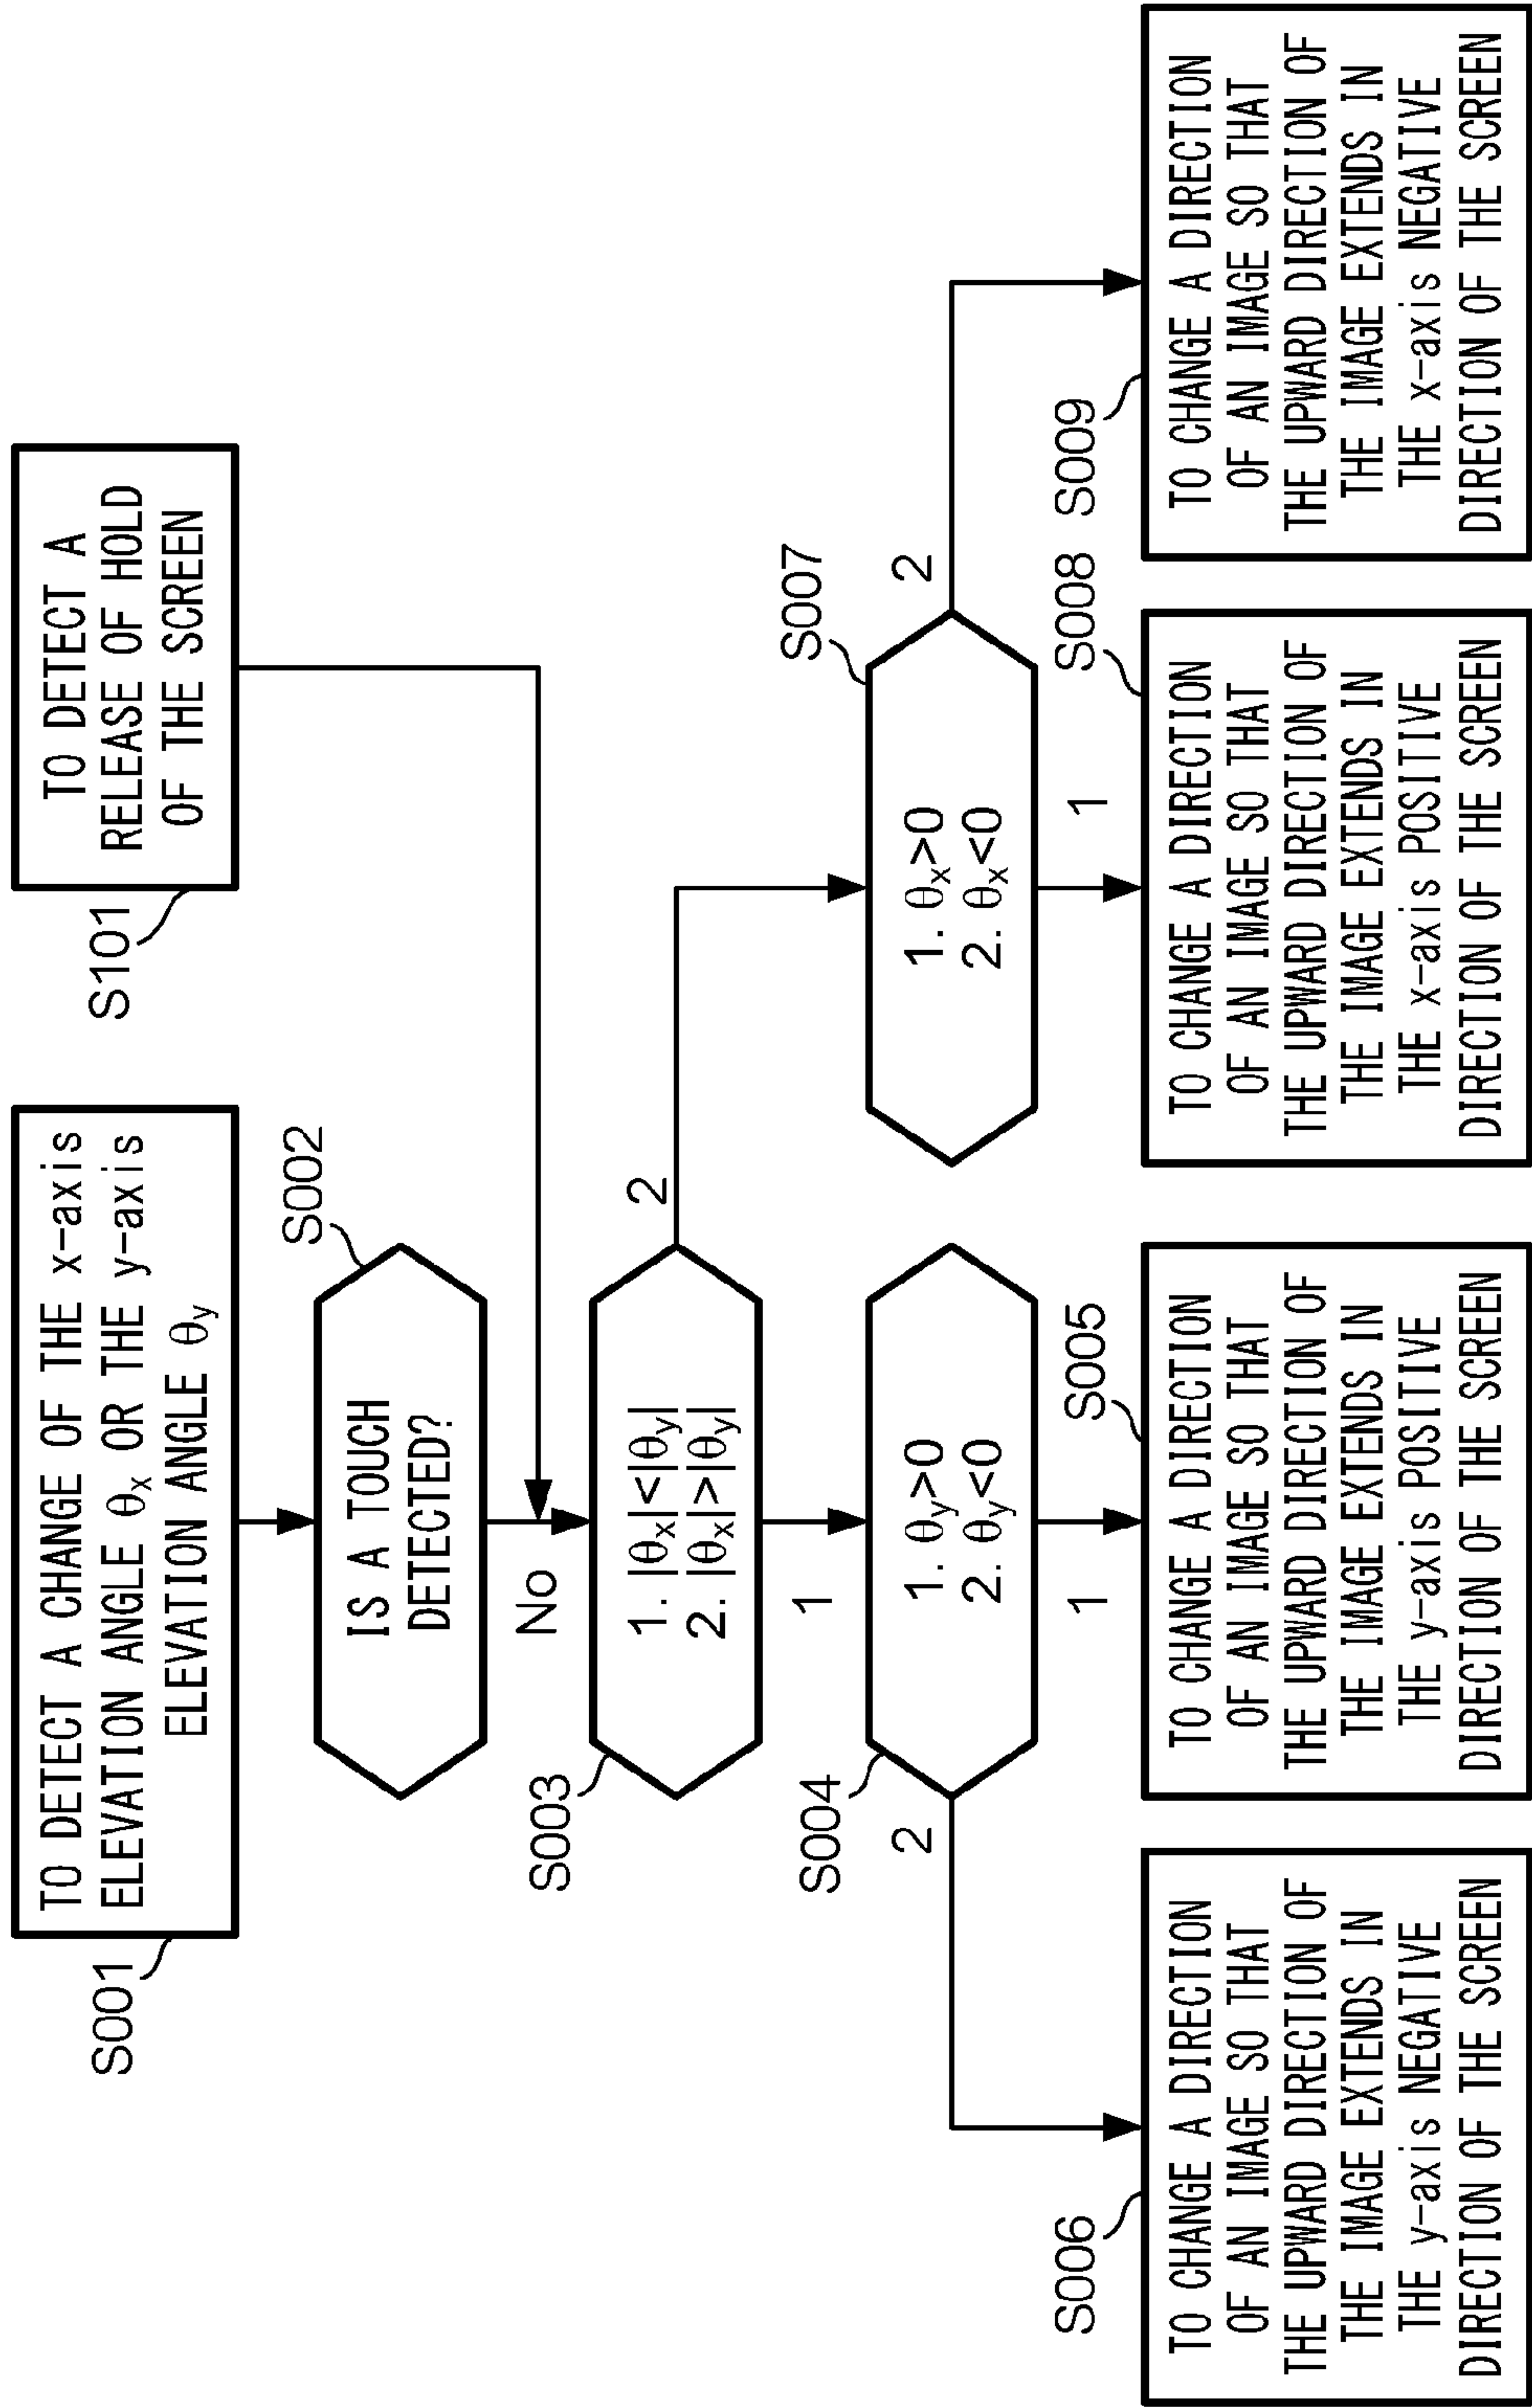 S001
TO DETECT A CHANGE OF THE x-axis
ELEVATION ANGLE θx OR THE y-axis
ELEVATION ANGLE θy
S101
TO DETECT A
RELEASE OF HOLD
OF THE SCREEN
S002
IS A TOUCH
DETECTED?
No
S003
1. |θx|<|θy|
2. |θx|>|θy|
2
1
S004
1. θy>0
2. θy<0
2
1
S007
1. θx>0
2. θx<0
2
1
S006
TO CHANGE A DIRECTION
OF AN IMAGE SO THAT
THE UPWARD DIRECTION OF
THE IMAGE EXTENDS IN
THE y-axis NEGATIVE
DIRECTION OF THE SCREEN
S005
TO CHANGE A DIRECTION
OF AN IMAGE SO THAT
THE UPWARD DIRECTION OF
THE IMAGE EXTENDS IN
THE y-axis POSITIVE
DIRECTION OF THE SCREEN
S008
TO CHANGE A DIRECTION
OF AN IMAGE SO THAT
THE UPWARD DIRECTION OF
THE IMAGE EXTENDS IN
THE x-axis POSITIVE
DIRECTION OF THE SCREEN
S009
TO CHANGE A DIRECTION
OF AN IMAGE SO THAT
THE UPWARD DIRECTION OF
THE IMAGE EXTENDS IN
THE x-axis NEGATIVE
DIRECTION OF THE SCREEN